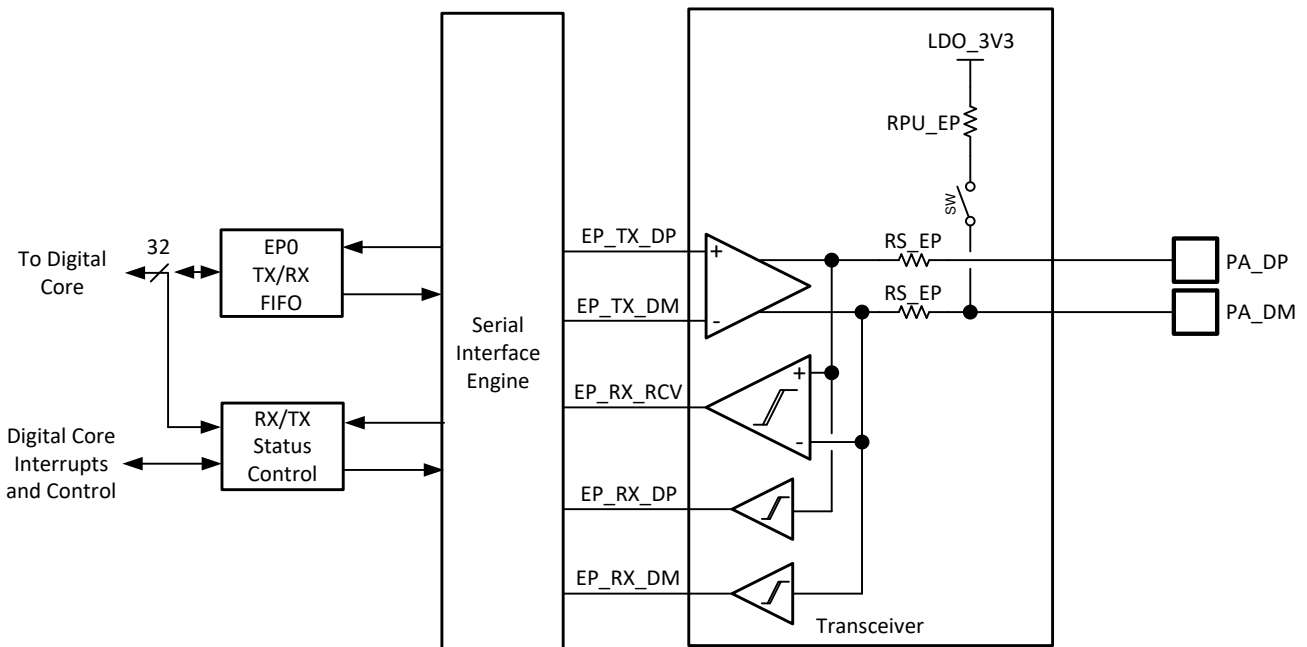 LDO_3V3
RPU_EP
SW
To Digital
Core
32
EP0
TX/RX
FIFO
Serial
Interface
Engine
EP_TX_DP
EP_TX_DM
EP_RX_RCV
EP_RX_DP
EP_RX_DM
+
-
+
-
RS_EP
RS_EP
PA_DP
PA_DM
Digital Core
Interrupts
and Control
RX/TX
Status
Control
Transceiver